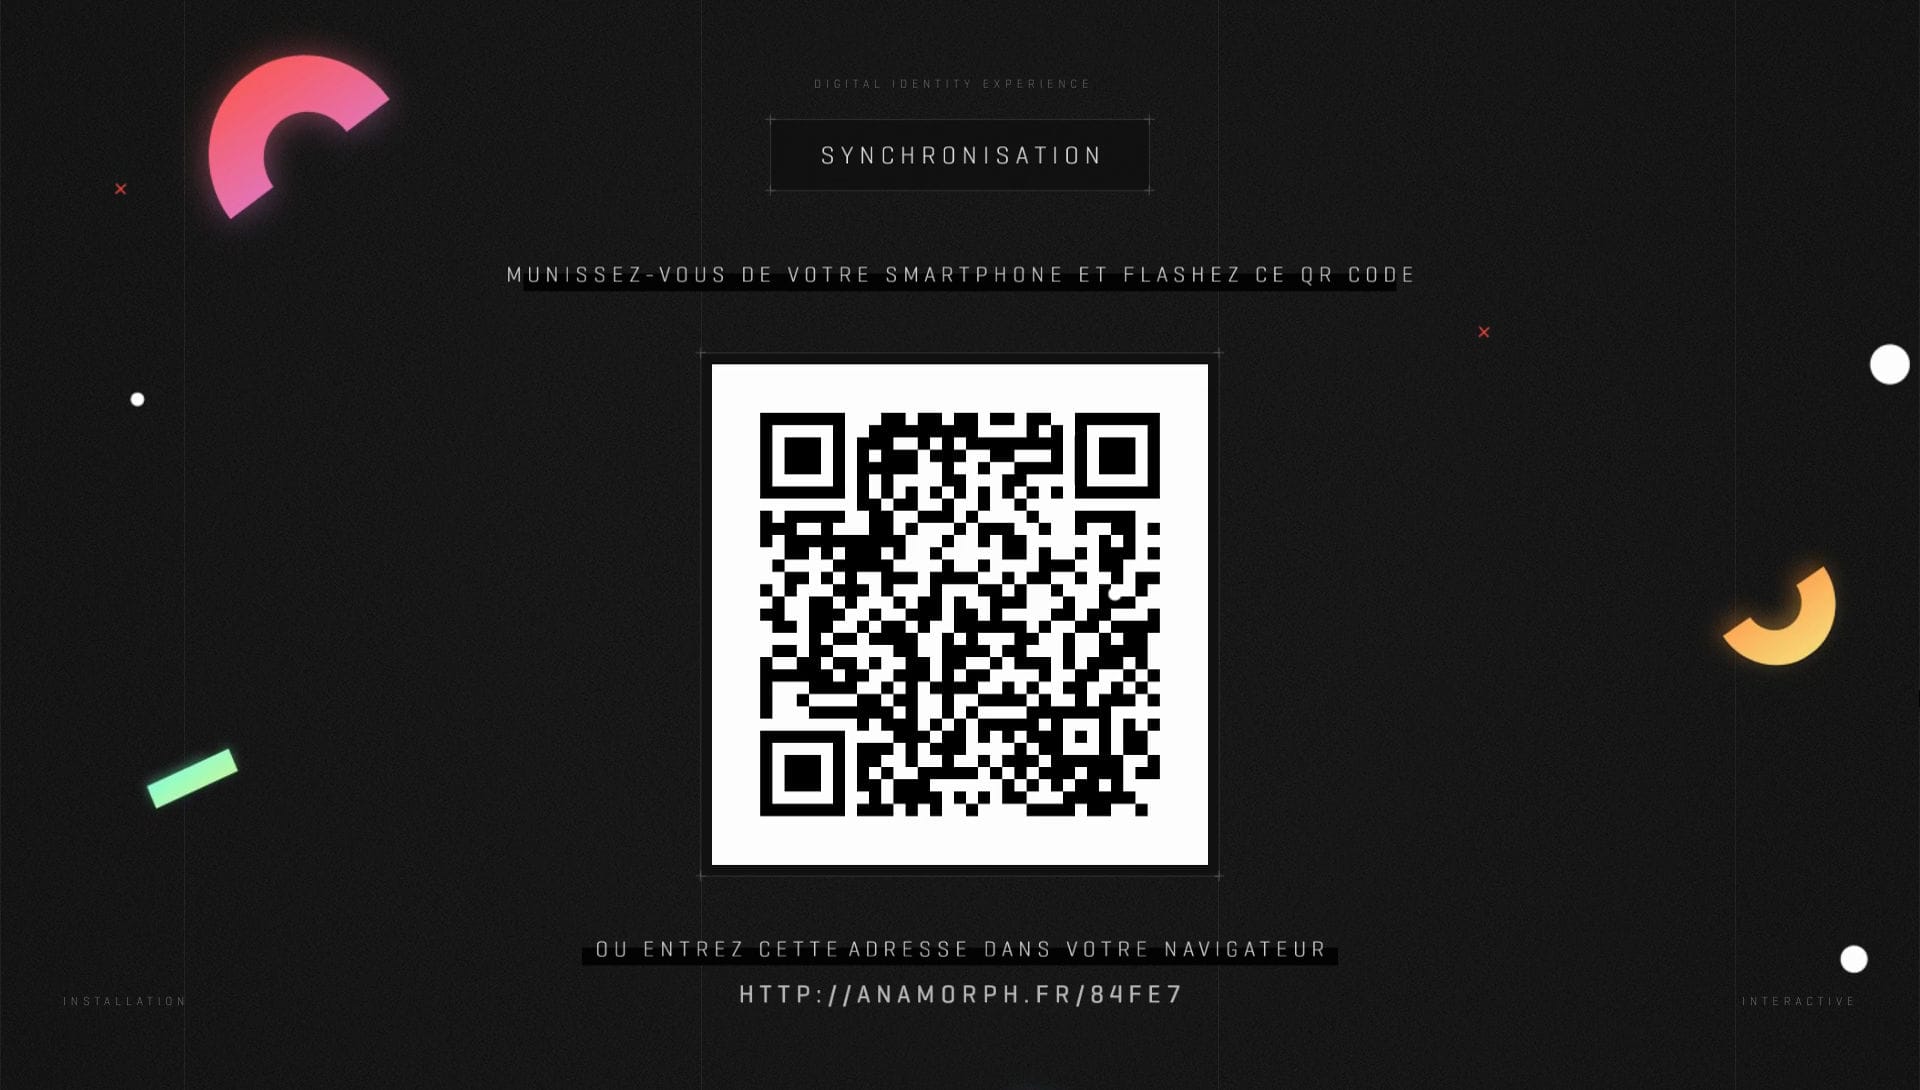 DIGITAL IDENTITY EXPERIENCE
SYNCHRONISATION
MUNISSEZ-VOUS DE VOTRE SMARTPHONE ET FLASHEZ CE QR CODE
OU ENTREZ CETTE ADRESSE DANS VOTRE NAVIGATEUR
HTTP://ANAMORPH.FR/84FE7
INSTALLATION
INTERACTIVE